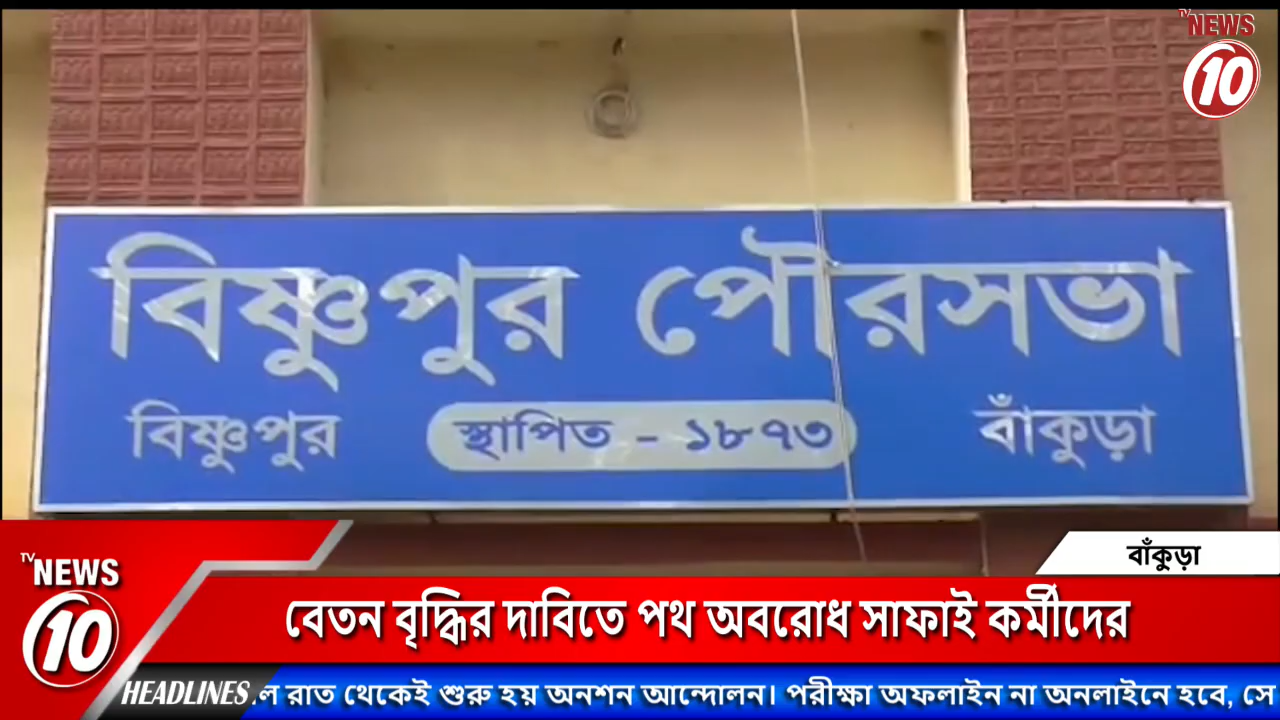 TV NEWS
10
বিষ্ণুপুর পৌরসভা
বিষ্ণুপুর স্থাপিত - ১৮৭৩ বাঁকুড়া
বাঁকুড়া
TV NEWS
10
বেতন বৃদ্ধির দাবিতে পথ অবরোধ সাফাই কর্মীদের
HEADLINES
রাত থেকেই শুরু হয় অনশন আন্দোলন। পরীক্ষা অফলাইন না অনলাইনে হবে, সে